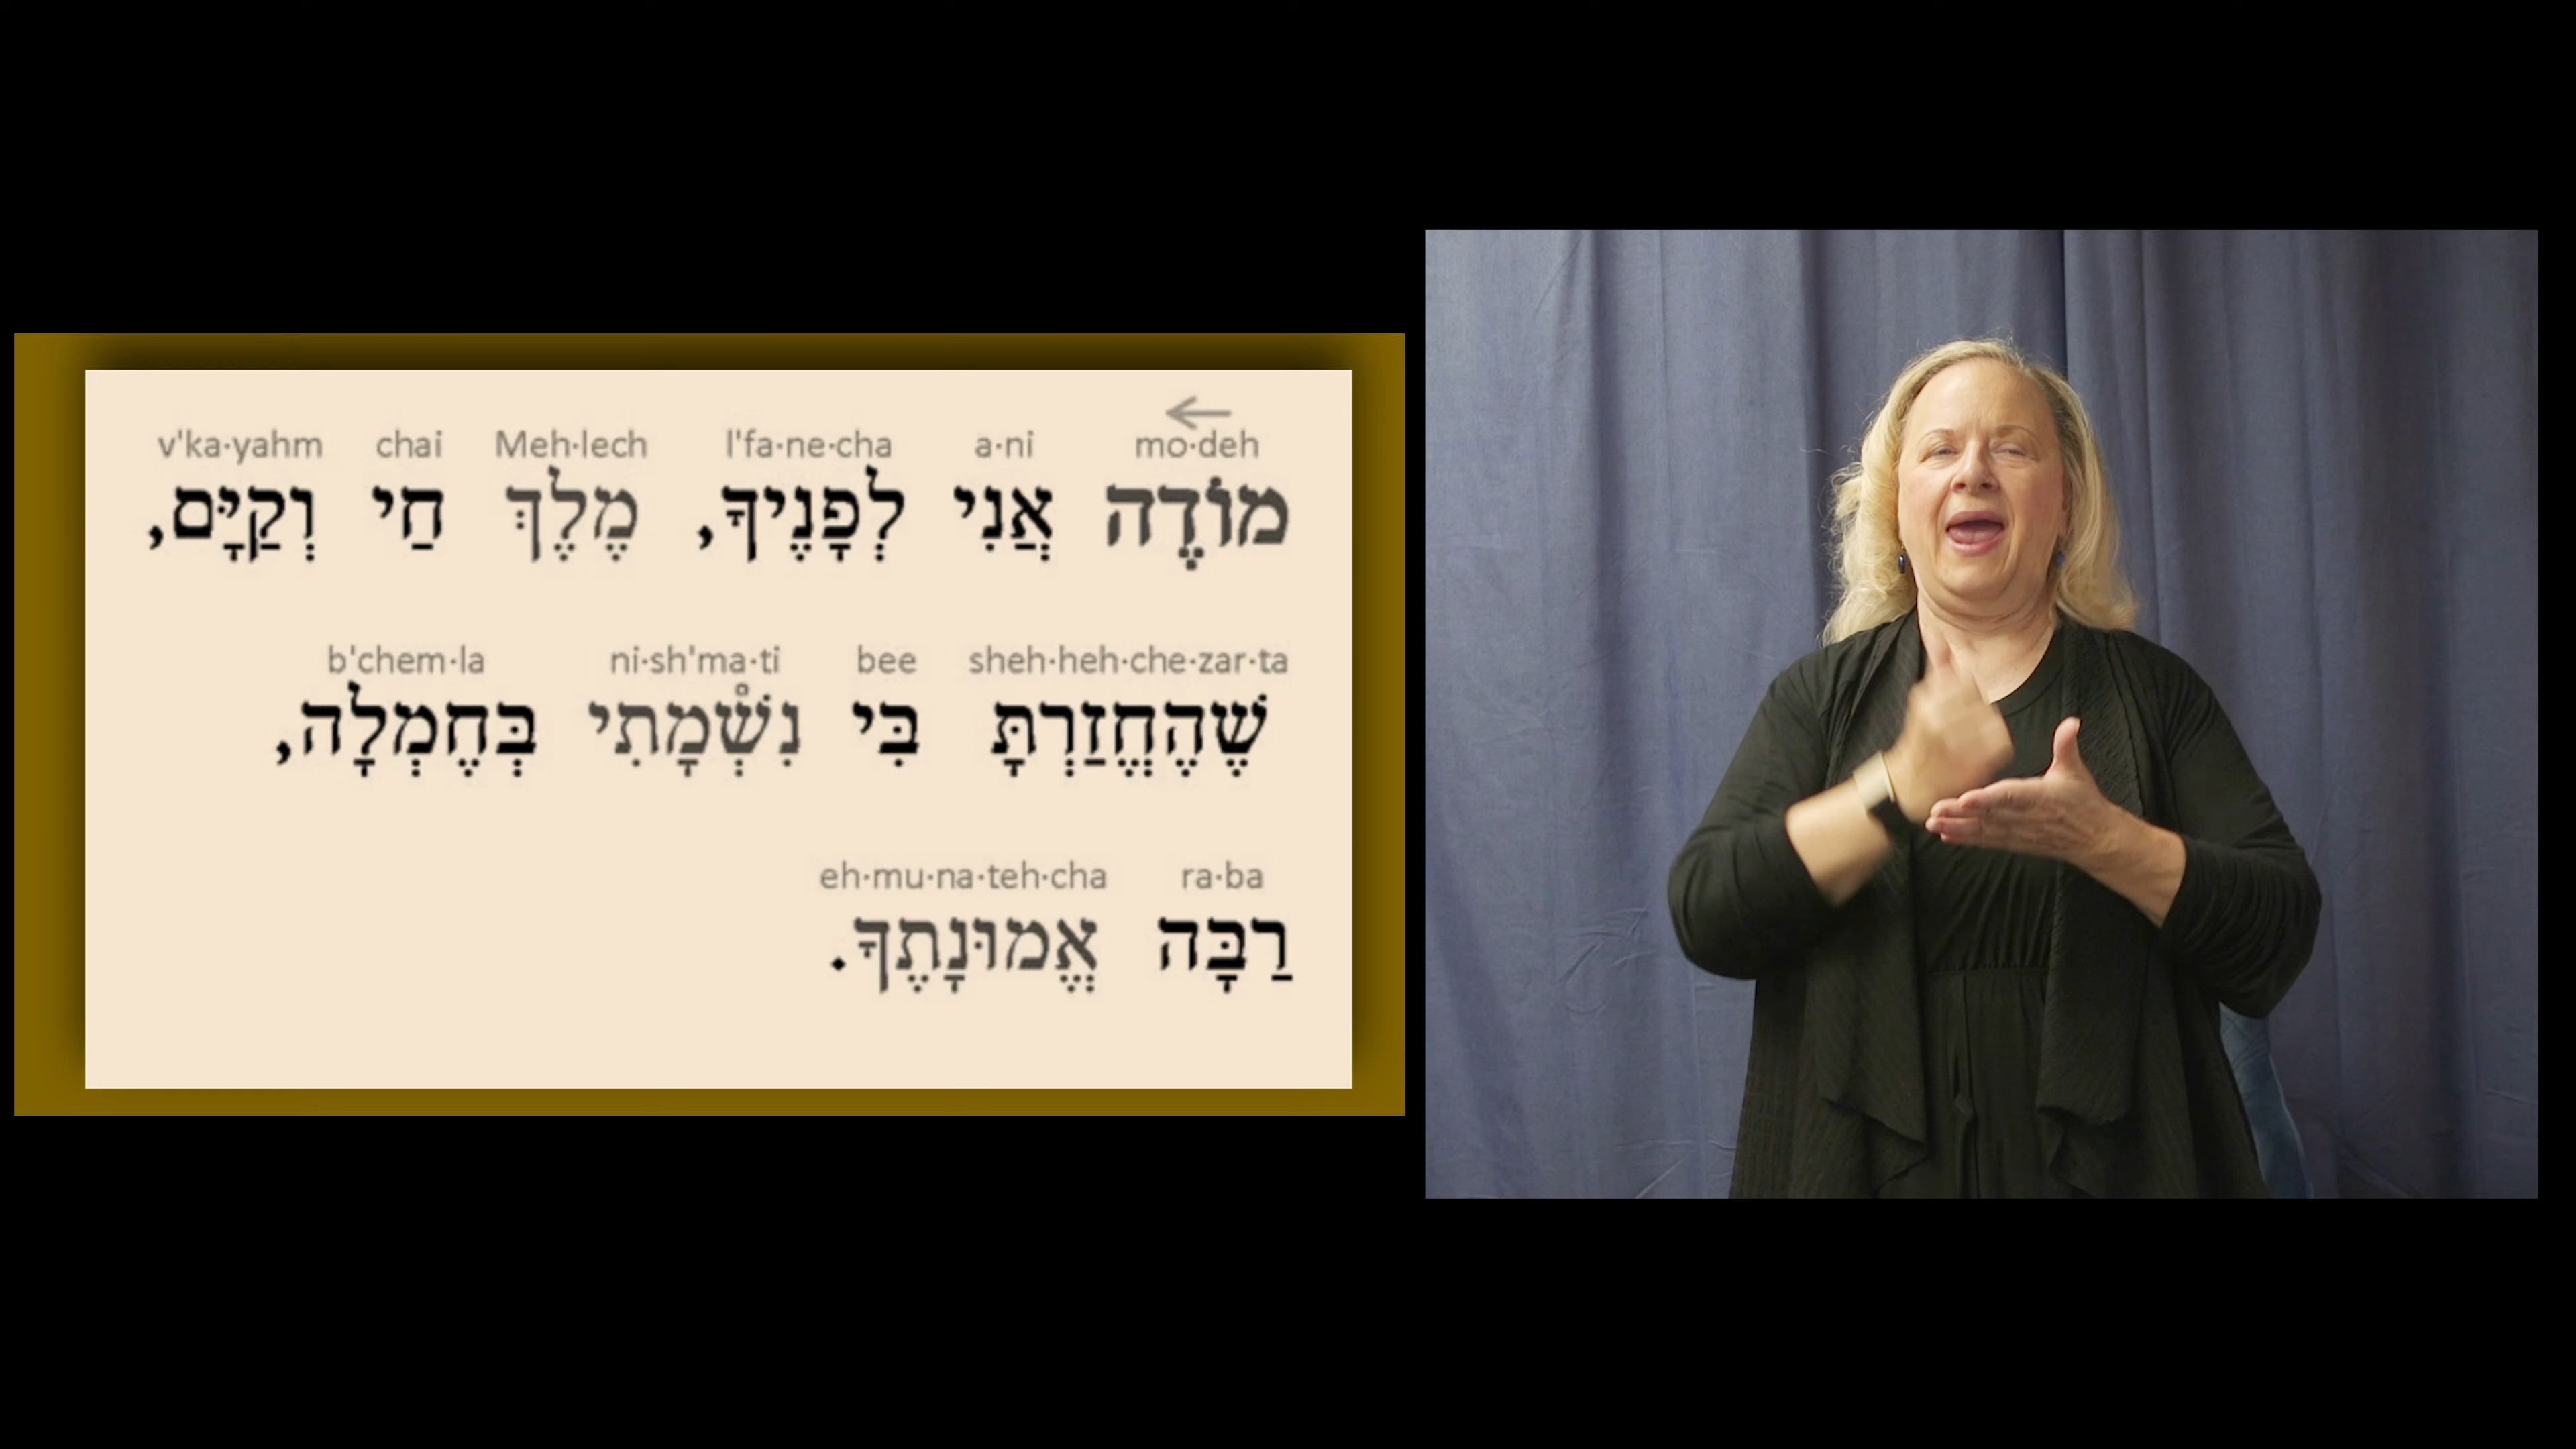 mo·deh a·ni l'fa·ne·cha Meh·lech chai v'ka·yahm
מוֹדֶה אֲנִי לְפָנֶיךָ, מֶלֶךְ חַי וְקַיָּם,
sheh·heh·che·zar·ta bee ni·sh'ma·ti b'chem·la
שֶׁהֶחֱזַרְתָּ בִּי נִשְׁמָתִי בְּחֶמְלָה,
ra·ba eh·mu·na·teh·cha
רַבָּה אֱמוּנָתֶךָ.